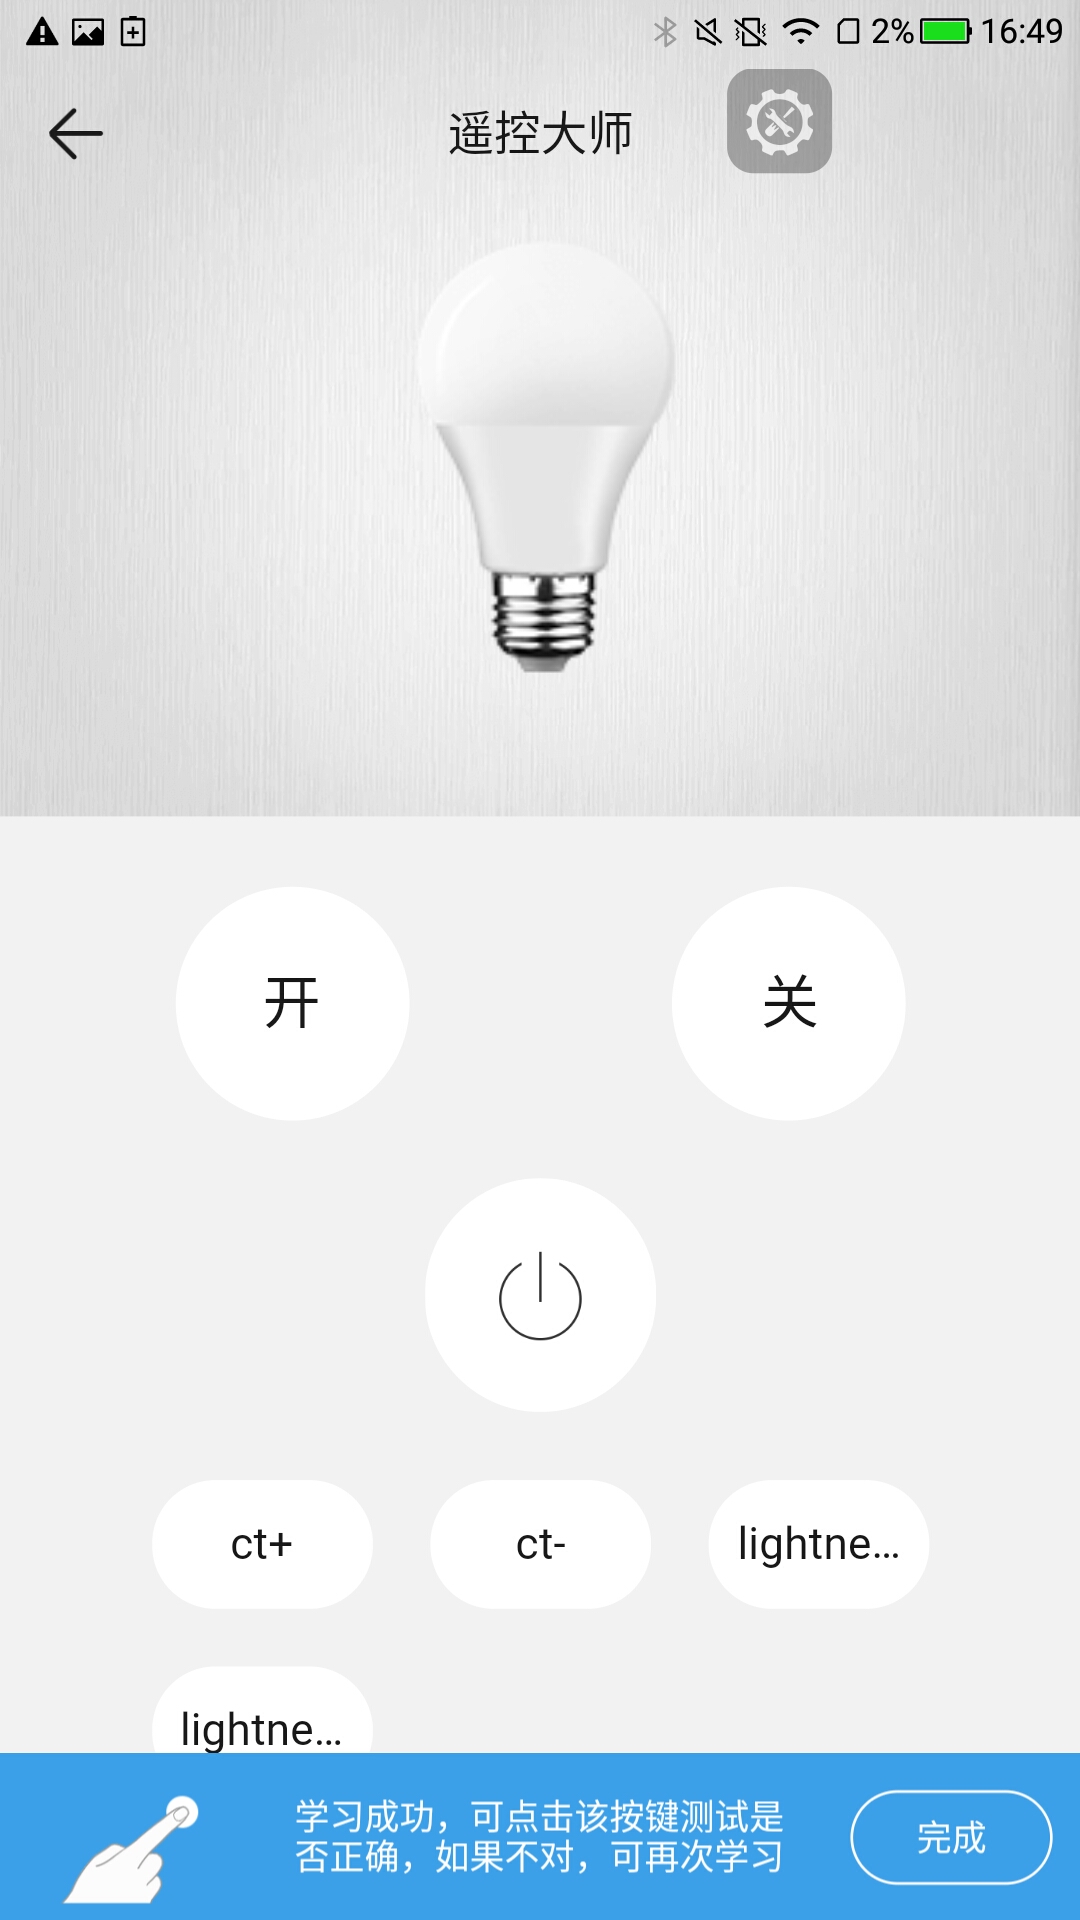 2% 16:49
遥控大师
开 关
ct+ ct- lightne...
lightne...
学习成功，可点击该按键测试是
否正确，如果不对，可再次学习
完成